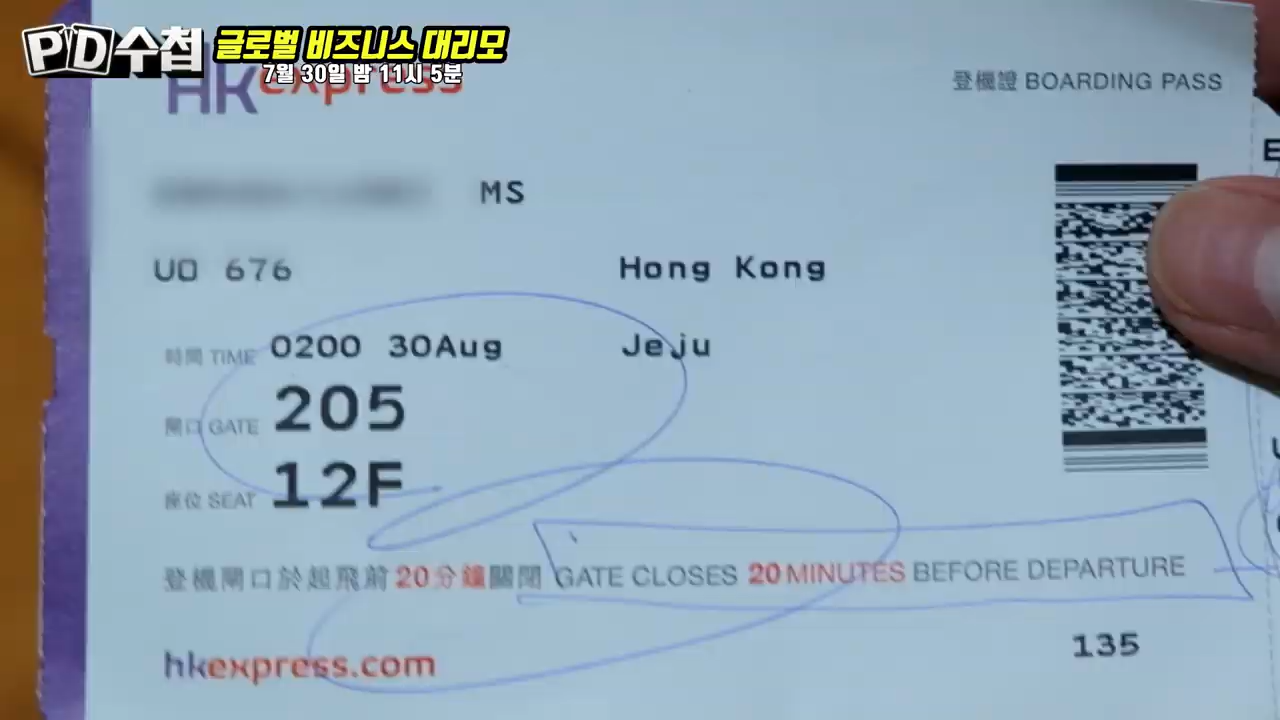 PD수첩 글로벌 비즈니스 대리모
7월 30일 밤 11시 5분
HK express
登機證 BOARDING PASS
MS
UO 676
Hong Kong
時間 TIME 0200 30Aug
Jeju
閘口 GATE 205
座位 SEAT 12F
登機閘口於起飛前20分鐘關閉 GATE CLOSES 20 MINUTES BEFORE DEPARTURE
hkexpress.com
135